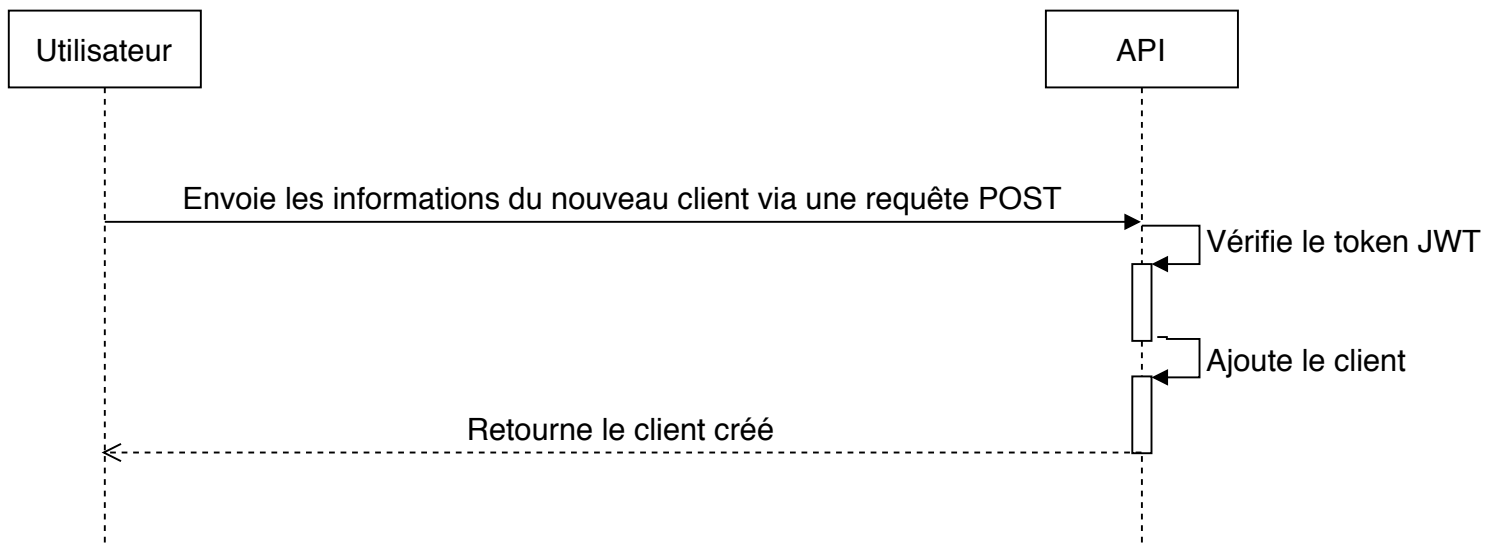 Utilisateur
API
Envoie les informations du nouveau client via une requête POST
Vérifie le token JWT
Ajoute le client
Retourne le client créé